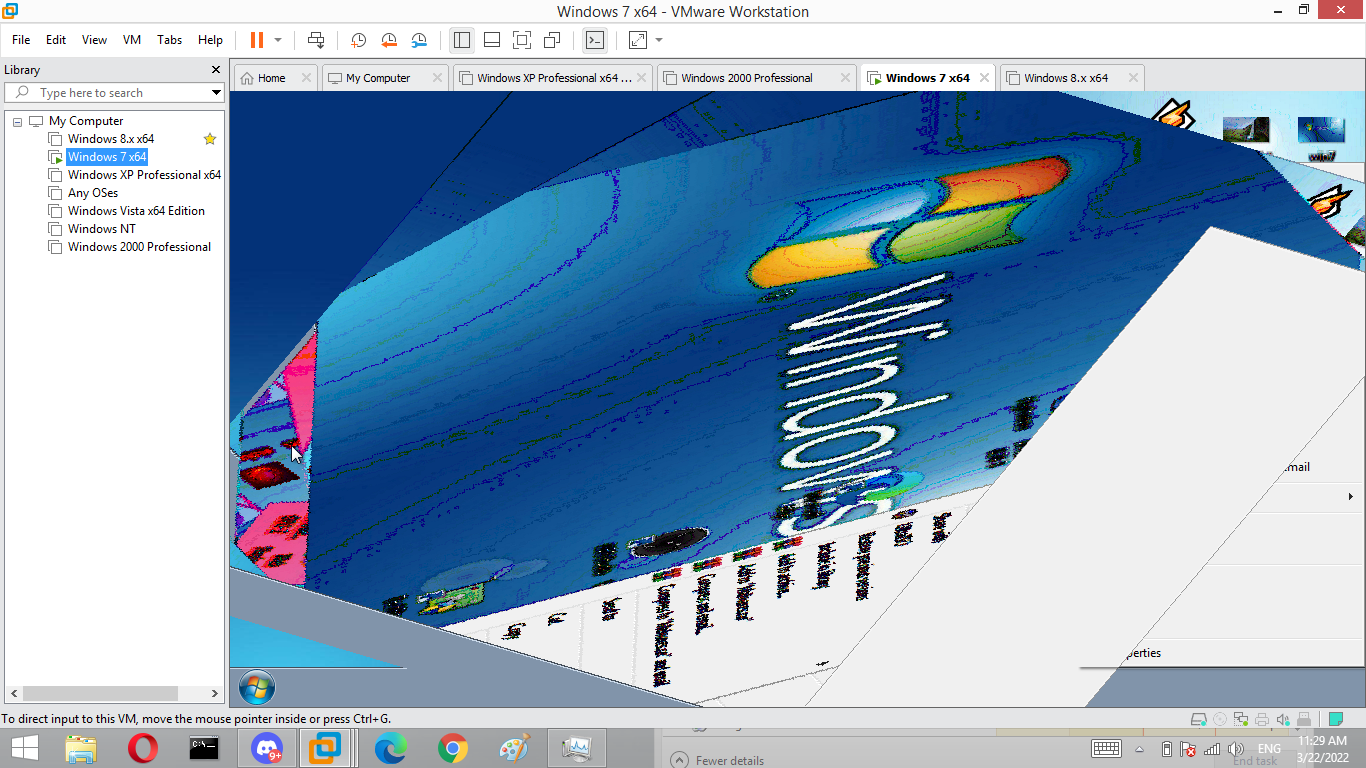 Windows 7 x64 - VMware Workstation
File Edit View VM Tabs Help
Library
Type here to search
My Computer
Windows 8.x x64
Windows 7 x64
Windows XP Professional x64
Any OSes
Windows Vista x64 Edition
Windows NT
Windows 2000 Professional
Home
My Computer
Windows XP Professional x64 ...
Windows 2000 Professional
Windows 7 x64
Windows 8.x x64
win7
Windows
mail
perties
To direct input to this VM, move the mouse pointer inside or press Ctrl+G.
C:\_
9+
Fewer details
End task
ENG
11:29 AM
3/22/2022